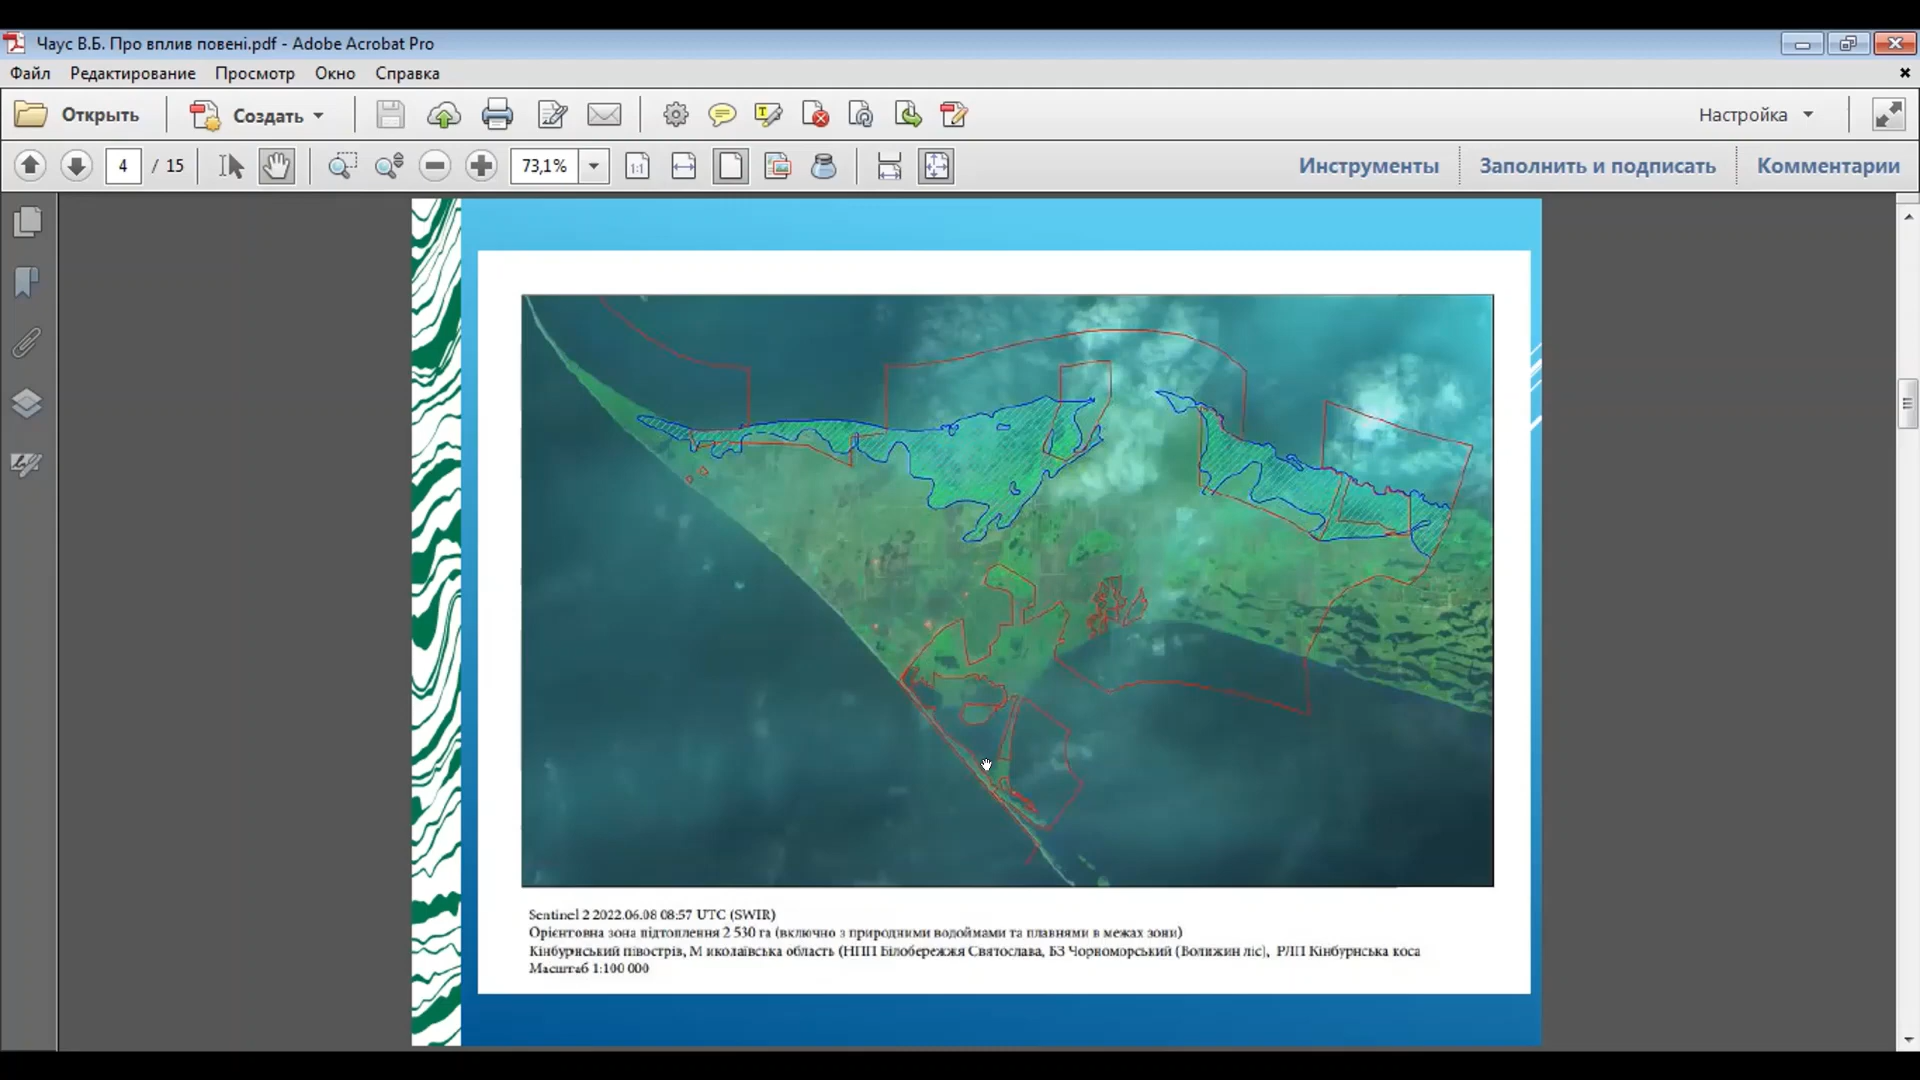 Чаус В.Б. Про вплив повені.pdf - Adobe Acrobat Pro
Файл Редактирование Просмотр Окно Справка
Открыть Создать Настройка
4 / 15 73,1% Инструменты Заполнить и подписать Комментарии
Sentinel 2 2022.06.08 08:57 UTC (SWIR)
Орієнтовна зона підтоплення 2 530 га (включно з природними водоймами та плавнями в межах зони)
Кінбурнський півострів, М иколаївська область (НПП Білобережжя Святослава, БЗ Чорноморський (Волижин ліс), РЛП Кінбурнська коса
Масштаб 1:100 000